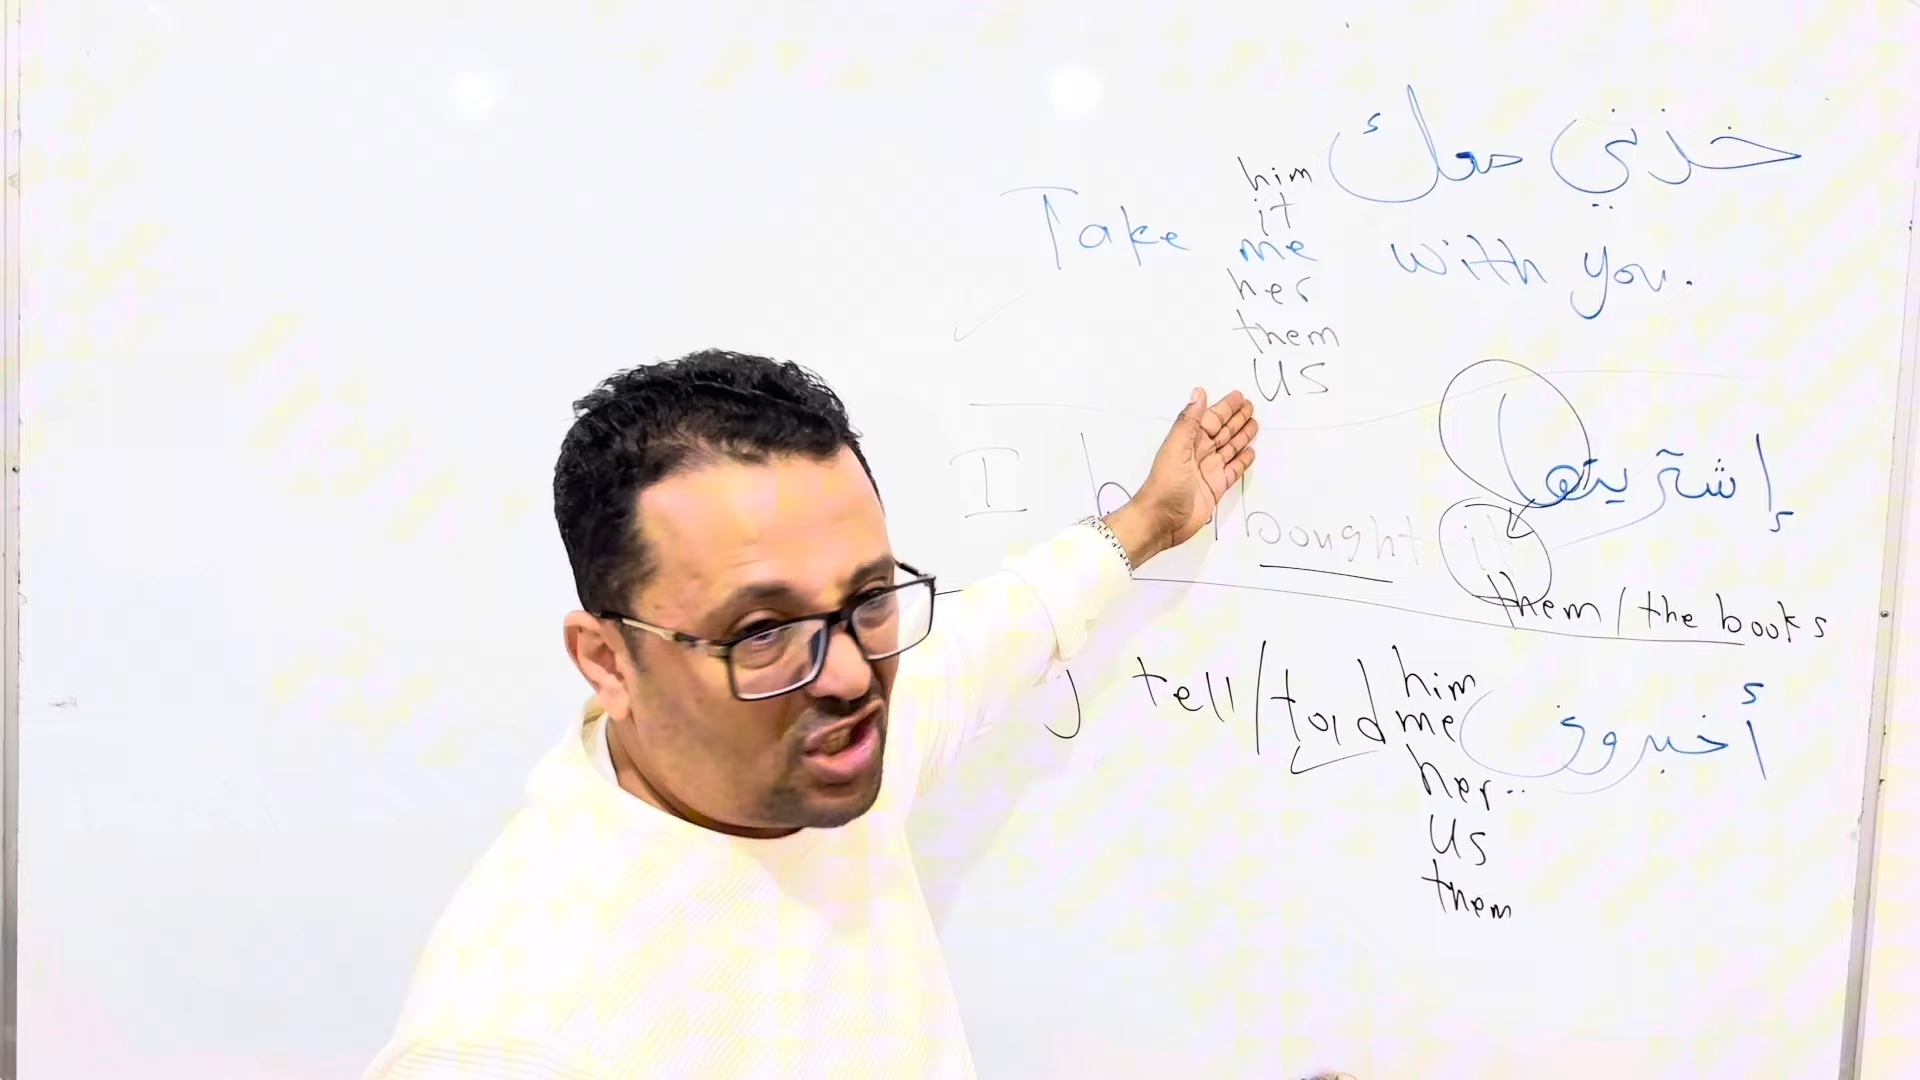 خذني معك
him
it
Take me with you.
her
them
us
إشتريتها
I bought it
them / the books
tell / told me أخبروني
him
her
us
them